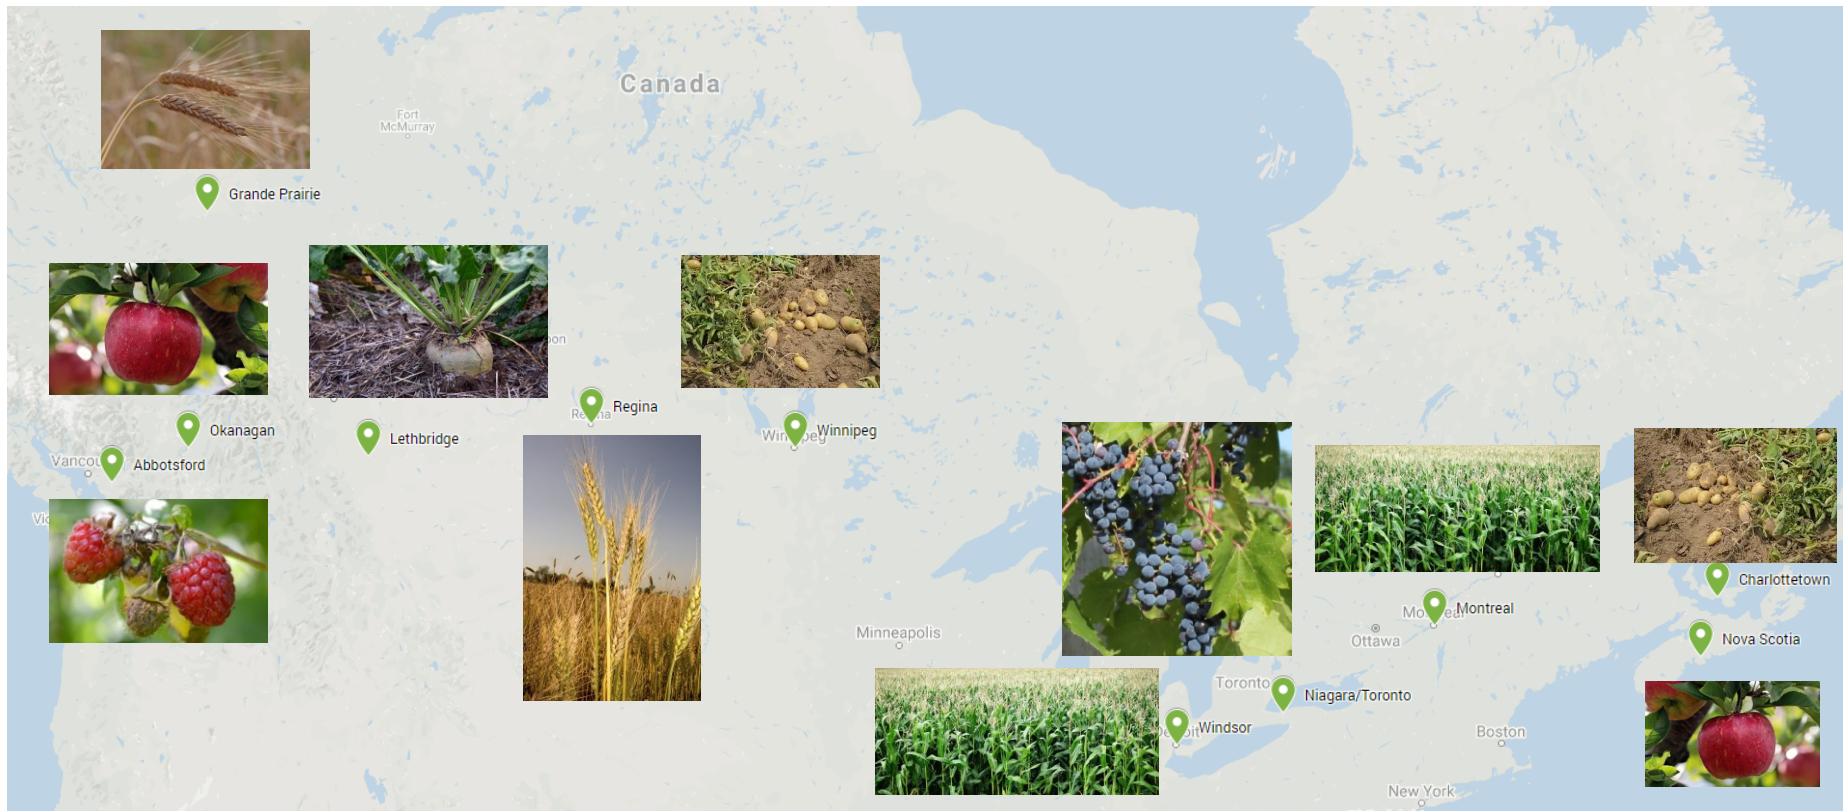 Canada
Fort
McMurray
Grande Prairie
Okanagan
Lethbridge
Regina
Winnipeg
Abbotsford
Minneapolis
Montreal
Ottawa
Charlottetown
Nova Scotia
Toronto
Niagara/Toronto
Windsor
Boston
New York